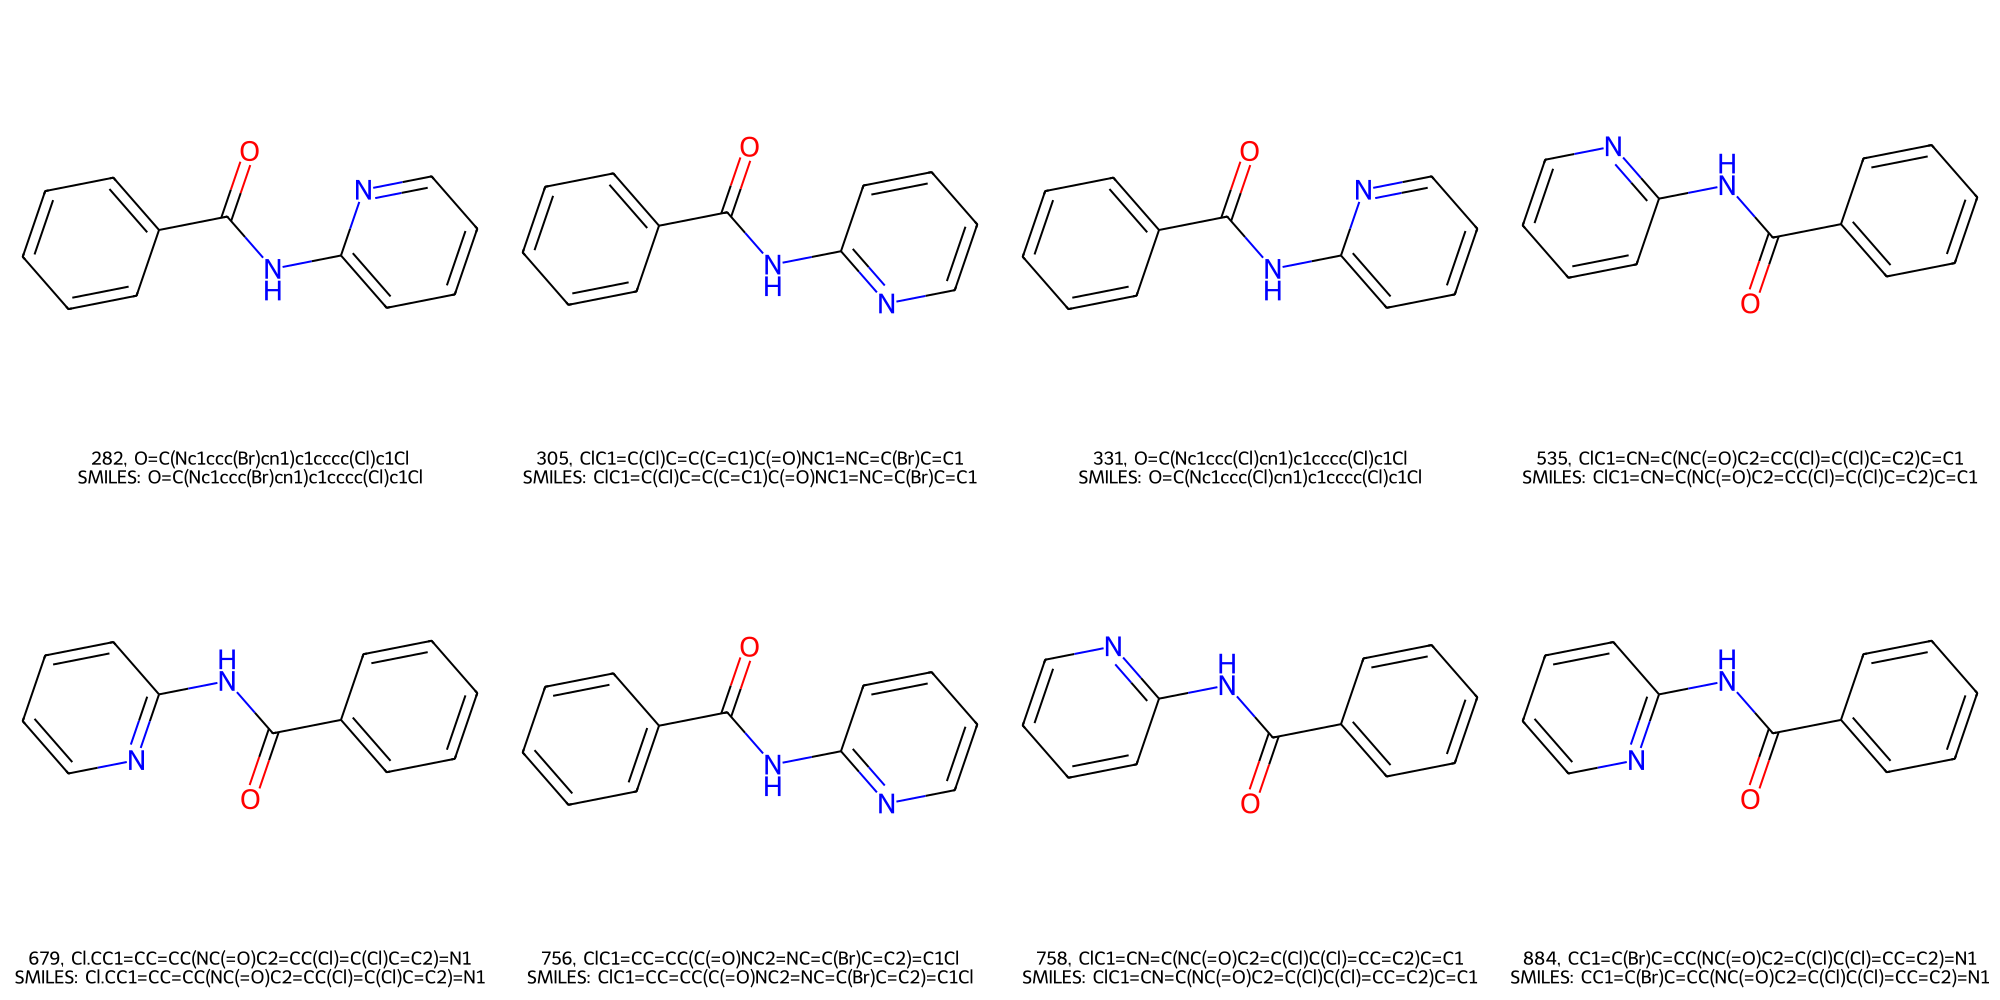 O
N
N
H
O
N
H
N
O
N
N
H
N
H
N
O
282, O=C(Nc1ccc(Br)cn1)c1cccc(Cl)c1Cl
SMILES: O=C(Nc1ccc(Br)cn1)c1cccc(Cl)c1Cl
305, ClC1=C(Cl)C=C(C=C1)C(=O)NC1=NC=C(Br)C=C1
SMILES: ClC1=C(Cl)C=C(C=C1)C(=O)NC1=NC=C(Br)C=C1
331, O=C(Nc1ccc(Cl)cn1)c1cccc(Cl)c1Cl
SMILES: O=C(Nc1ccc(Cl)cn1)c1cccc(Cl)c1Cl
535, ClC1=CN=C(NC(=O)C2=CC(Cl)=C(Cl)C=C2)C=C1
SMILES: ClC1=CN=C(NC(=O)C2=CC(Cl)=C(Cl)C=C2)C=C1
H
N
N
O
O
N
H
N
N
H
N
O
H
N
N
O
679, Cl.CC1=CC=CC(NC(=O)C2=CC(Cl)=C(Cl)C=C2)=N1
SMILES: Cl.CC1=CC=CC(NC(=O)C2=CC(Cl)=C(Cl)C=C2)=N1
756, ClC1=CC=CC(C(=O)NC2=NC=C(Br)C=C2)=C1Cl
SMILES: ClC1=CC=CC(C(=O)NC2=NC=C(Br)C=C2)=C1Cl
758, ClC1=CN=C(NC(=O)C2=C(Cl)C(Cl)=CC=C2)C=C1
SMILES: ClC1=CN=C(NC(=O)C2=C(Cl)C(Cl)=CC=C2)C=C1
884, CC1=C(Br)C=CC(NC(=O)C2=C(Cl)C(Cl)=CC=C2)=N1
SMILES: CC1=C(Br)C=CC(NC(=O)C2=C(Cl)C(Cl)=CC=C2)=N1